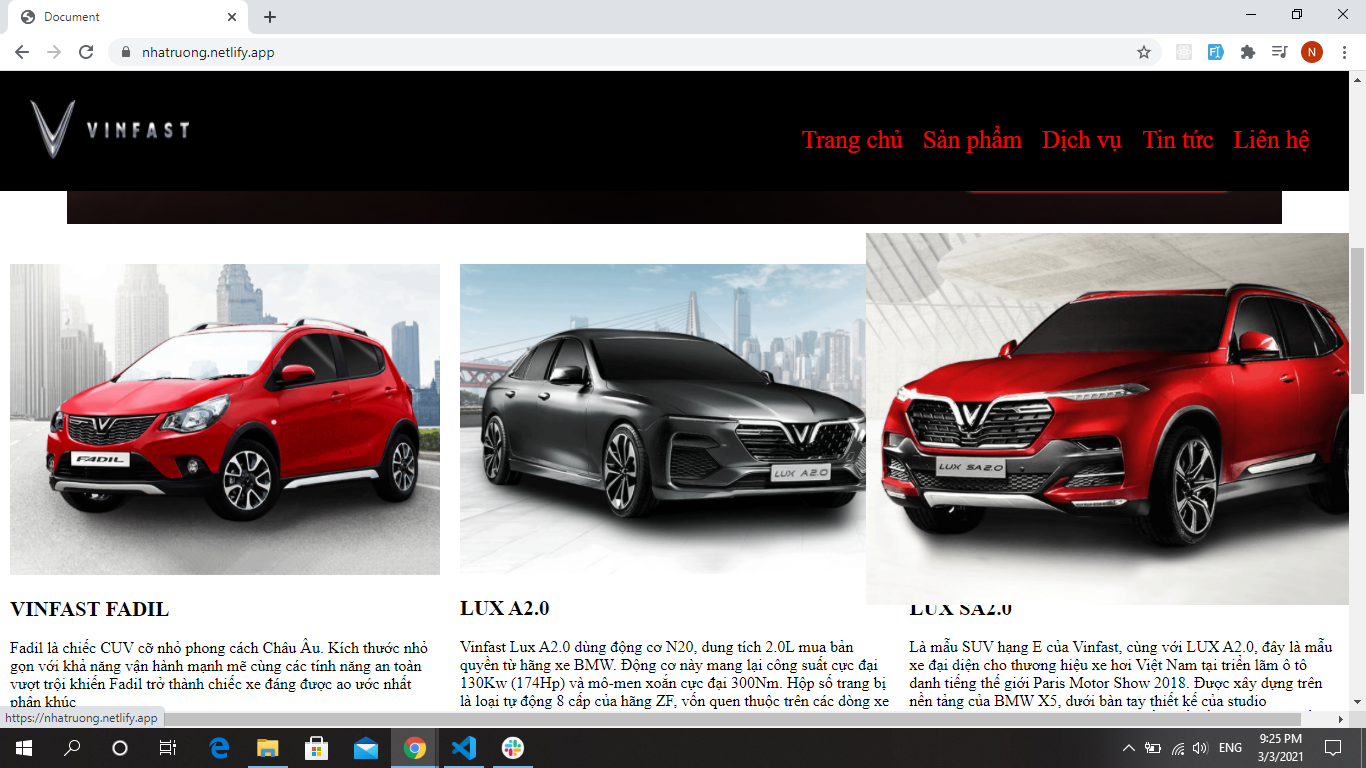 Document
nhatruong.netlify.app
N
VINFAST
Trang chủ Sản phẩm Dịch vụ Tin tức Liên hệ
FADIL
LUX A2.0
LUX SA2.0
VINFAST FADIL
Fadil là chiếc CUV cỡ nhỏ phong cách Châu Âu. Kích thước nhỏ
gọn với khả năng vận hành mạnh mẽ cùng các tính năng an toàn
vượt trội khiến Fadil trở thành chiếc xe đáng được ao ước nhất
phân khúc
LUX A2.0
Vinfast Lux A2.0 dùng động cơ N20, dung tích 2.0L mua bản
quyền từ hãng xe BMW. Động cơ này mang lại công suất cực đại
130Kw (174Hp) và mô-men xoắn cực đại 300Nm. Hộp số trang bị
là loại tự động 8 cấp của hãng ZF, vốn quen thuộc trên các dòng xe
LUX SA2.0
Là mẫu SUV hạng E của Vinfast, cùng với LUX A2.0, đây là mẫu
xe đại diện cho thương hiệu xe hơi Việt Nam tại triển lãm ô tô
danh tiếng thế giới Paris Motor Show 2018. Được xây dựng trên
nền tảng của BMW X5, dưới bàn tay thiết kế của studio
https://nhatruong.netlify.app
ENG
9:25 PM
3/3/2021